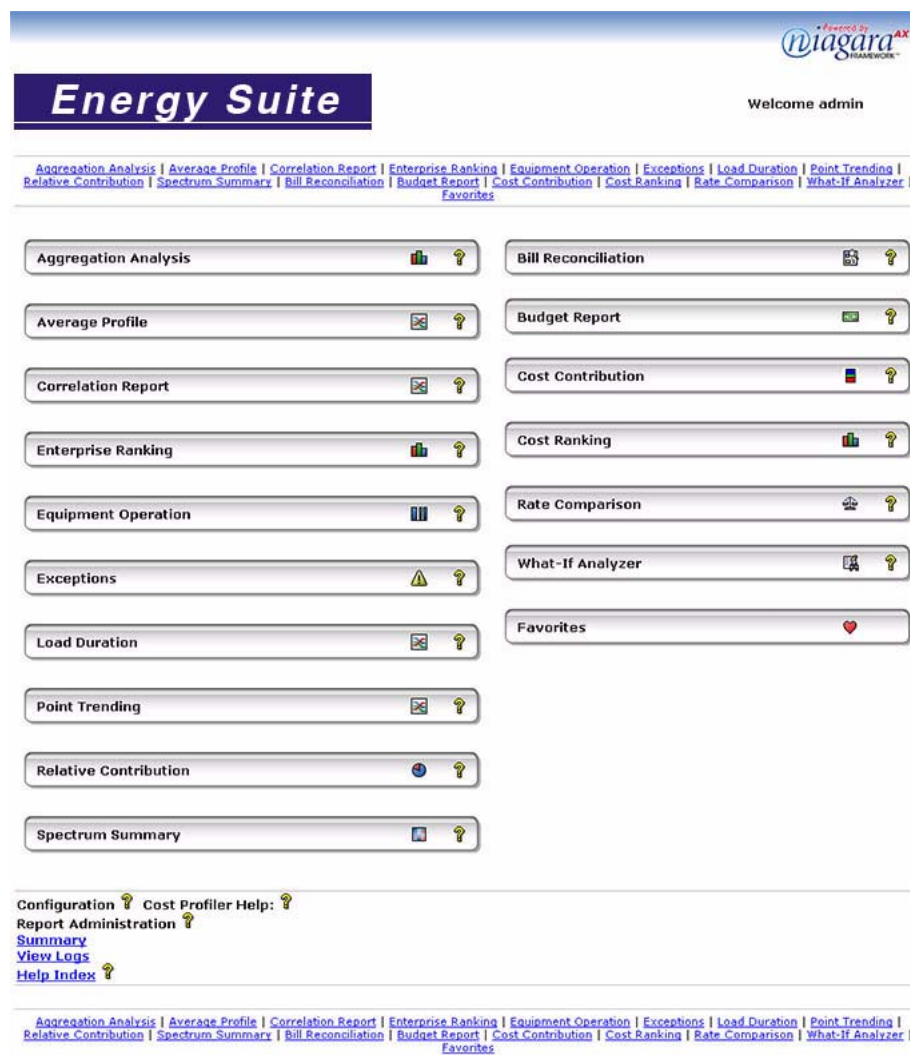 Powered by
niagara AX
FRAMEWORK™
Energy Suite
Welcome admin
Aggregation Analysis | Average Profile | Correlation Report | Enterprise Ranking | Equipment Operation | Exceptions | Load Duration | Point Trending |
Relative Contribution | Spectrum Summary | Bill Reconciliation | Budget Report | Cost Contribution | Cost Ranking | Rate Comparison | What-If Analyzer |
Favorites
Aggregation Analysis
Average Profile
Correlation Report
Enterprise Ranking
Equipment Operation
Exceptions
Load Duration
Point Trending
Relative Contribution
Spectrum Summary
Bill Reconciliation
Budget Report
Cost Contribution
Cost Ranking
Rate Comparison
What-If Analyzer
Favorites
Configuration ? Cost Profiler Help: ?
Report Administration ?
Summary
View Logs
Help Index ?
Aggregation Analysis | Average Profile | Correlation Report | Enterprise Ranking | Equipment Operation | Exceptions | Load Duration | Point Trending |
Relative Contribution | Spectrum Summary | Bill Reconciliation | Budget Report | Cost Contribution | Cost Ranking | Rate Comparison | What-If Analyzer |
Favorites